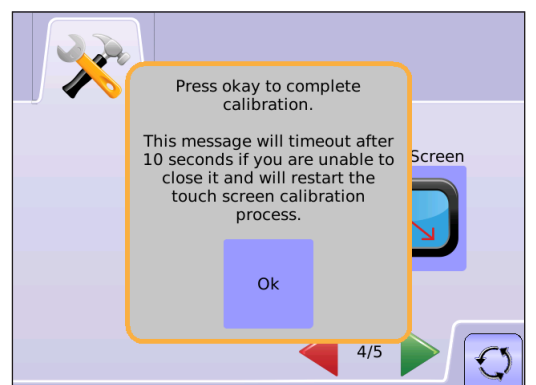 Press okay to complete
calibration.
This message will timeout after
10 seconds if you are unable to
close it and will restart the
touch screen calibration
process.
Screen
Ok
4/5